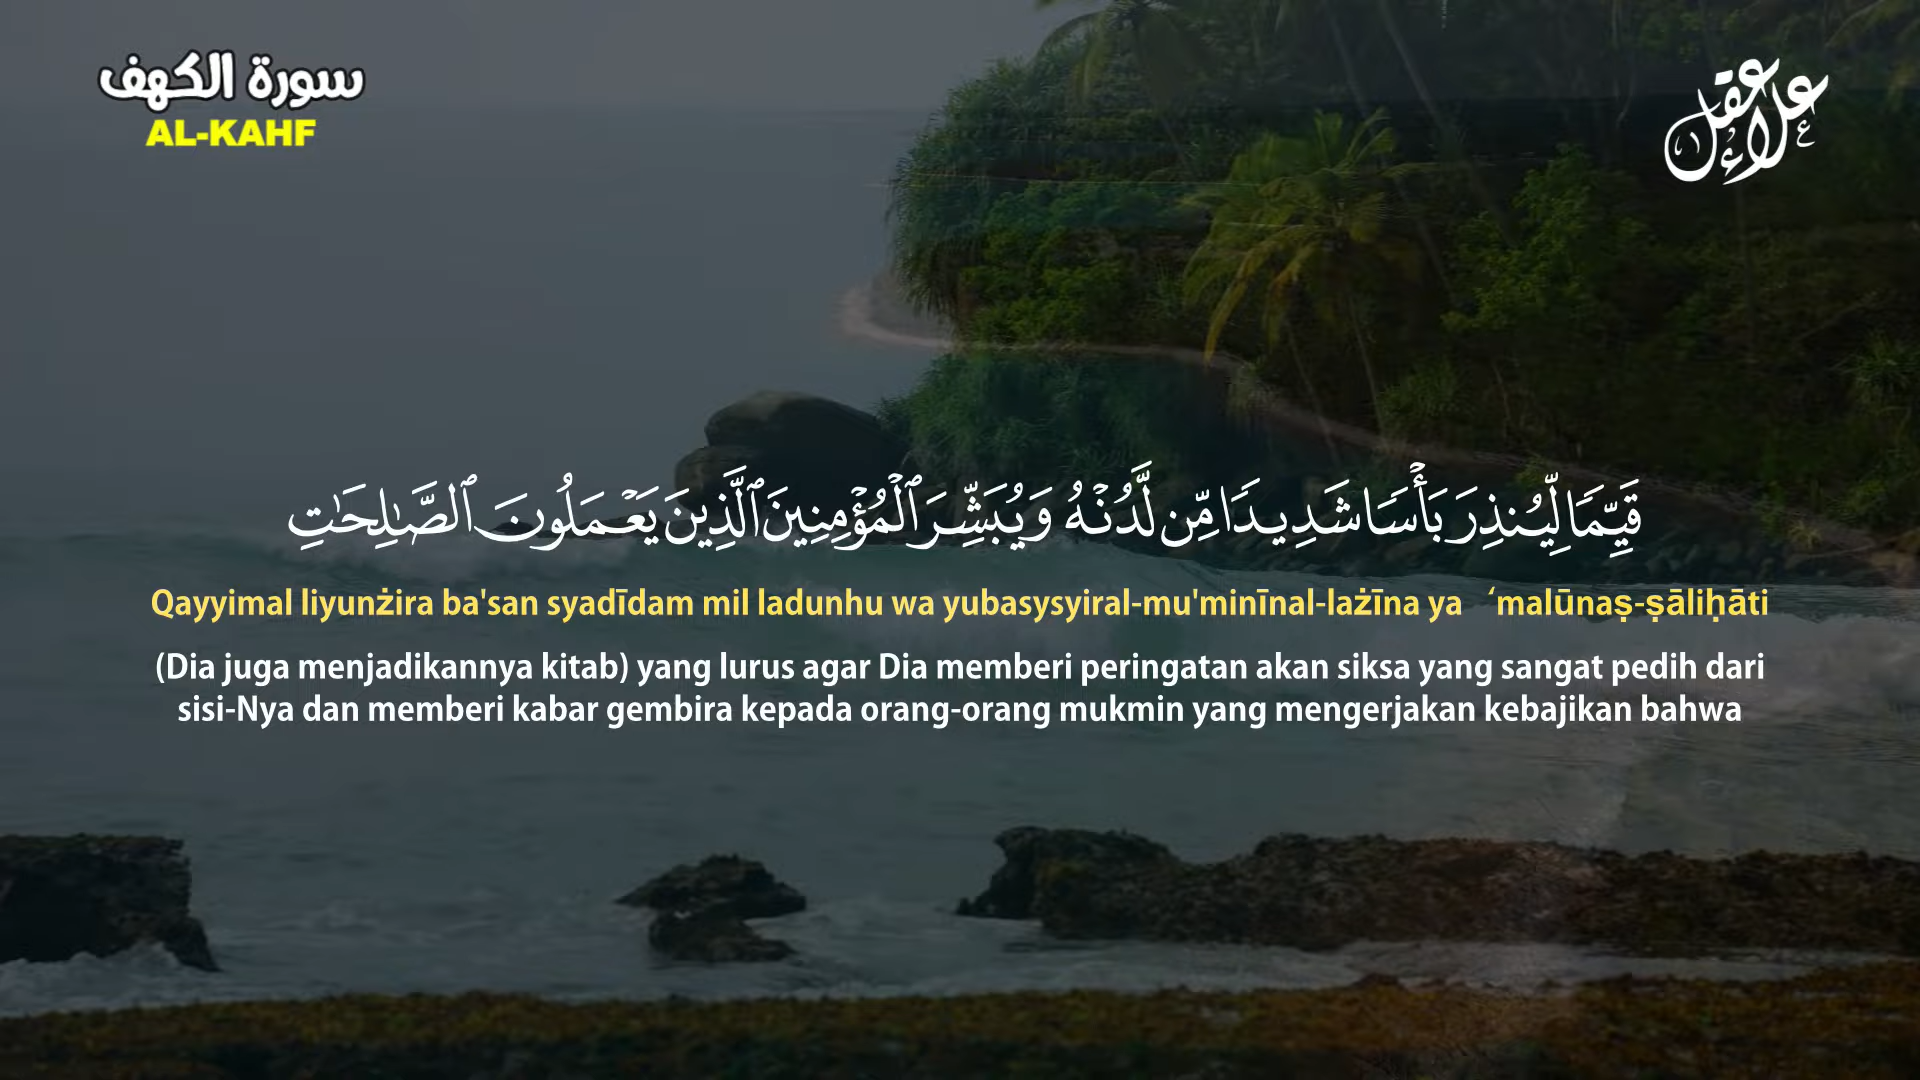 سورة الكهف
AL-KAHF
علاء عقل
قَيِّمًا لِّيُنذِرَ بَأْسًا شَدِيدًا مِّن لَّدُنْهُ وَيُبَشِّرَ ٱلْمُؤْمِنِينَ ٱلَّذِينَ يَعْمَلُونَ ٱلصَّـٰلِحَـٰتِ
Qayyimal liyunżira ba'san syadīdam mil ladunhu wa yubasysyiral-mu'minīnal-lażīna ya ‘malūnaṣ-ṣāliḥāti
(Dia juga menjadikannya kitab) yang lurus agar Dia memberi peringatan akan siksa yang sangat pedih dari
sisi-Nya dan memberi kabar gembira kepada orang-orang mukmin yang mengerjakan kebajikan bahwa